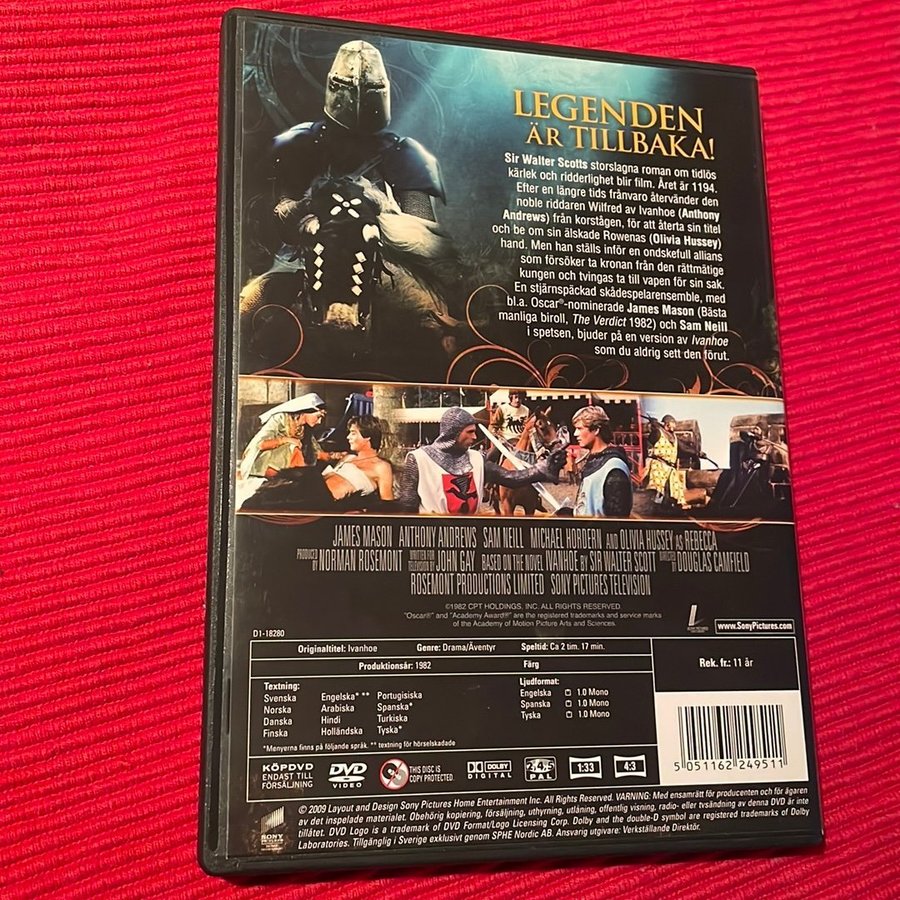 LEGENDEN
ÄR TILLBAKA!
Sir Walter Scotts storslagna roman om tidlös
kärlek och ridderlighet blir film. Året är 1194.
Efter en längre tids frånvaro återvänder den
noble riddaren Wilfred av Ivanhoe (Anthony
Andrews) från korstågen, för att återta sin titel
och be om sin älskade Rowenas (Olivia Hussey)
hand. Men han ställs inför en ondskefull allians
som försöker ta kronan från den rättmätige
kungen och tvingas ta till vapen för sin sak.
En stjärnspäckad skådespelarensemble, med
bl.a. Oscar®-nominerade James Mason (Bästa
manliga biroll, The Verdict 1982) och Sam Neill
i spetsen, bjuder på en version av Ivanhoe
som du aldrig sett den förut.
JAMES MASON ANTHONY ANDREWS SAM NEILL MICHAEL HORDERN AND OLIVIA HUSSEY AS REBECCA
PRODUCED BY NORMAN ROSEMONT WRITTEN FOR TELEVISION BY JOHN GAY BASED ON THE NOVEL IVANHOE BY SIR WALTER SCOTT DIRECTED BY DOUGLAS CAMFIELD
ROSEMONT PRODUCTIONS LIMITED SONY PICTURES TELEVISION
©1982 CPT HOLDINGS, INC. ALL RIGHTS RESERVED.
"Oscar®" and "Academy Award®" are the registered trademarks and service marks
of the Academy of Motion Picture Arts and Sciences.
www.SonyPictures.com
D1-18280
Originaltitel: Ivanhoe Genre: Drama/Äventyr Speltid: Ca 2 tim. 17 min.
Produktionsår: 1982 Färg
Rek. fr.: 11 år
Textning:
Svenska Engelska* ** Portugisiska
Norska Arabiska Spanska*
Danska Hindi Turkiska
Finska Holländska Tyska*
Ljudformat:
Engelska 1.0 Mono
Spanska 1.0 Mono
Tyska 1.0 Mono
*Menyerna finns på följande språk. ** textning för hörselskadade
KÖPDVD
ENDAST TILL
FÖRSÄLJNING
DVD
VIDEO
THIS DISC IS
COPY PROTECTED.
DOLBY
DIGITAL
PAL
1:33
4:3
5 051162 249511
© 2009 Layout and Design Sony Pictures Home Entertainment Inc. All Rights Reserved. VARNING: Med ensamrätt för producenten och för ägaren
av det inspelade materialet. Obehörig kopiering, försäljning, uthyrning, utlåning, offentlig visning, radio- eller tvsändning av denna DVD är inte
tillåtet. DVD Logo is a trademark of DVD Format/Logo Licensing Corp. Dolby and the double-D symbol are registered trademarks of Dolby
Laboratories. Tillgänglig i Sverige exklusivt genom SPHE Nordic AB. Ansvarig utgivare: Verkställande Direktör.
SONY